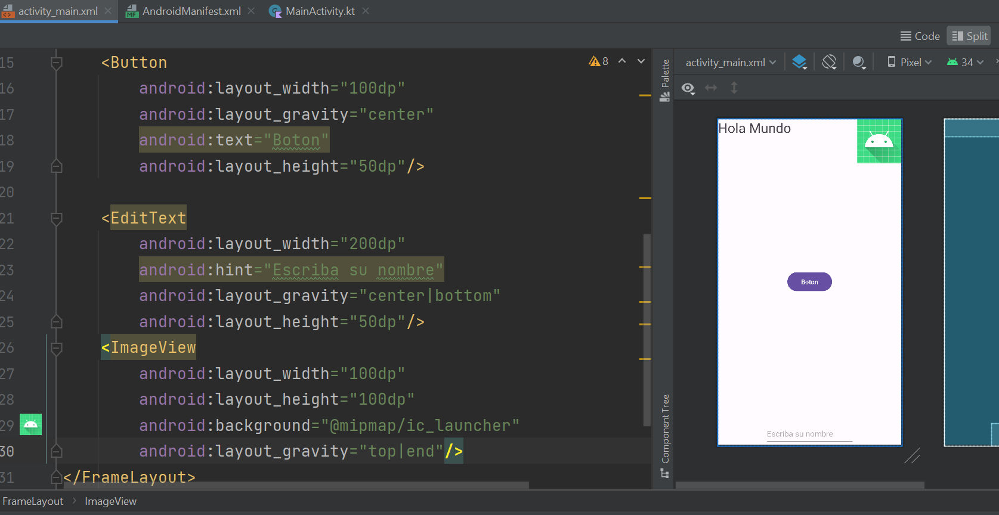 activity_main.xml AndroidManifest.xml MainActivity.kt
Code Split
15 <Button
16 android:layout_width="100dp"
17 android:layout_gravity="center"
18 android:text="Boton"
19 android:layout_height="50dp"/>
20
21 <EditText
22 android:layout_width="200dp"
23 android:hint="Escriba su nombre"
24 android:layout_gravity="center|bottom"
25 android:layout_height="50dp"/>
26 <ImageView
27 android:layout_width="100dp"
28 android:layout_height="100dp"
29 android:background="@mipmap/ic_launcher"
30 android:layout_gravity="top|end"/>
31 </FrameLayout>
8
Palette
Component Tree
activity_main.xml Pixel 34
Hola Mundo
Boton
Escriba su nombre
FrameLayout ImageView
MF